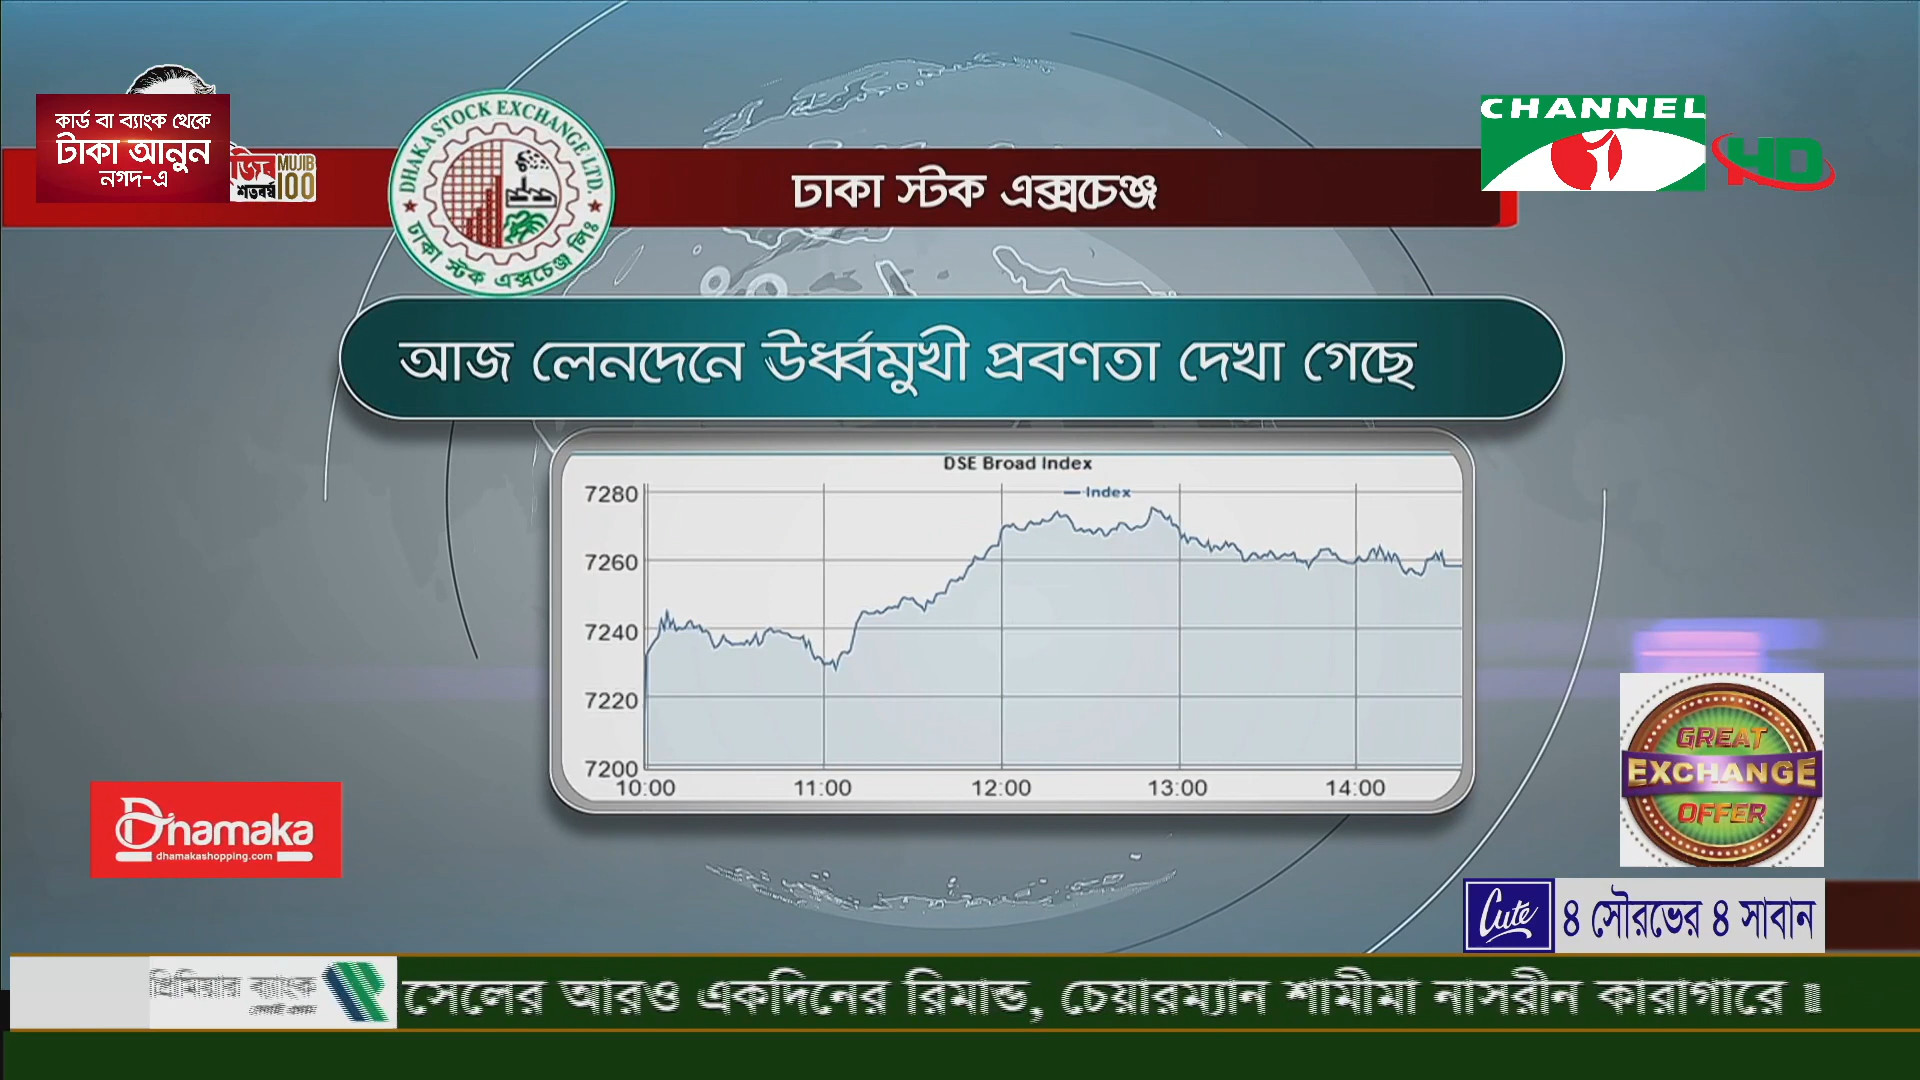 কার্ড বা ব্যাংক থেকে
টাকা আনুন
নগদ-এ
শতবর্ষ
MUJIB
100
DHAKA STOCK EXCHANGE LTD.
ঢাকা স্টক এক্সচেঞ্জ লিঃ
ঢাকা স্টক এক্সচেঞ্জ
CHANNEL
HD
আজ লেনদেনে উর্ধ্বমুখী প্রবণতা দেখা গেছে
DSE Broad Index
Index
7280
7260
7240
7220
7200
10:00 11:00 12:00 13:00 14:00
GREAT
EXCHANGE
OFFER
Dhamaka
dhamakashopping.com
Cute
৪ সৌরভের ৪ সাবান
প্রিমিয়ার ব্যাংক
সেলের আরও একদিনের রিমান্ড, চেয়ারম্যান শামীমা নাসরীন কারাগারে ॥